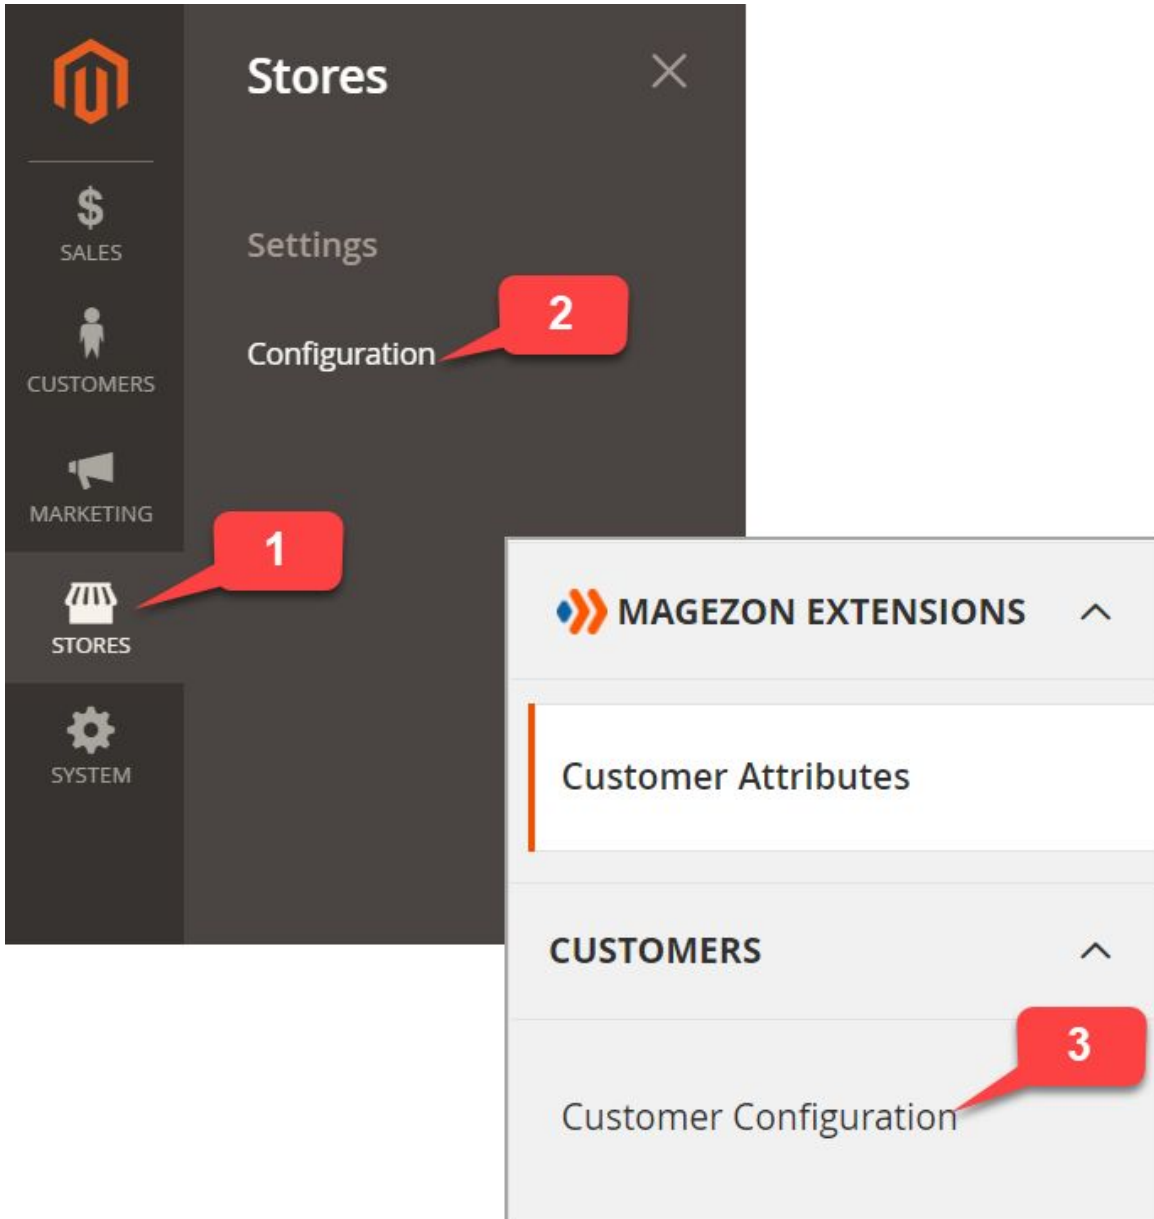 Stores
$
SALES
Settings
2
Configuration
CUSTOMERS
MARKETING
1
STORES
SYSTEM
MAGEZON EXTENSIONS
Customer Attributes
CUSTOMERS
3
Customer Configuration